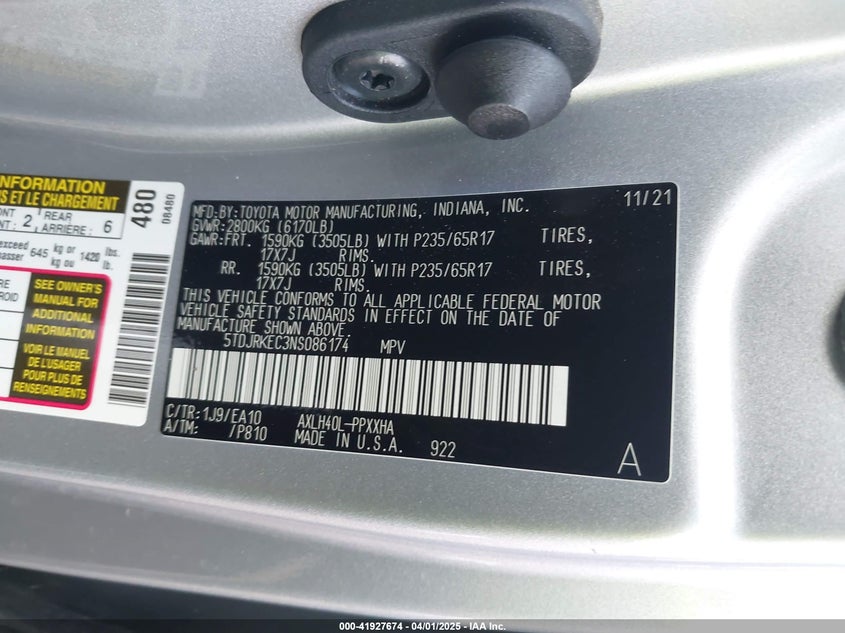 INFORMATION
S ET LE CHARGEMENT
ONT
NT: 2
REAR
ARRIÈRE: 6
exceed
passer 645 kg or kg ou 1420 lbs. lb.
RE
ROID
SEE OWNER'S
MANUAL FOR
ADDITIONAL
INFORMATION
VOIR LE MANUEL
DE L'USAGER
POUR PLUS DE
RENSEIGNEMENTS
480
08480
MFD BY: TOYOTA MOTOR MANUFACTURING, INDIANA, INC. 11/21
GVWR: 2800KG (6170LB)
GAWR: FRT. 1590KG (3505LB) WITH P235/65R17 TIRES,
17X7J RIMS.
RR. 1590KG (3505LB) WITH P235/65R17 TIRES,
17X7J RIMS.
THIS VEHICLE CONFORMS TO ALL APPLICABLE FEDERAL MOTOR
VEHICLE SAFETY STANDARDS IN EFFECT ON THE DATE OF
MANUFACTURE SHOWN ABOVE.
5TDJRKEC3NS086174 MPV
C/TR: 1J9/EA10 AXLH40L-PPXXHA
A/TM: /P810 MADE IN U.S.A. 922
A
000-41927674 | 04/01/2025 | IAA Inc.